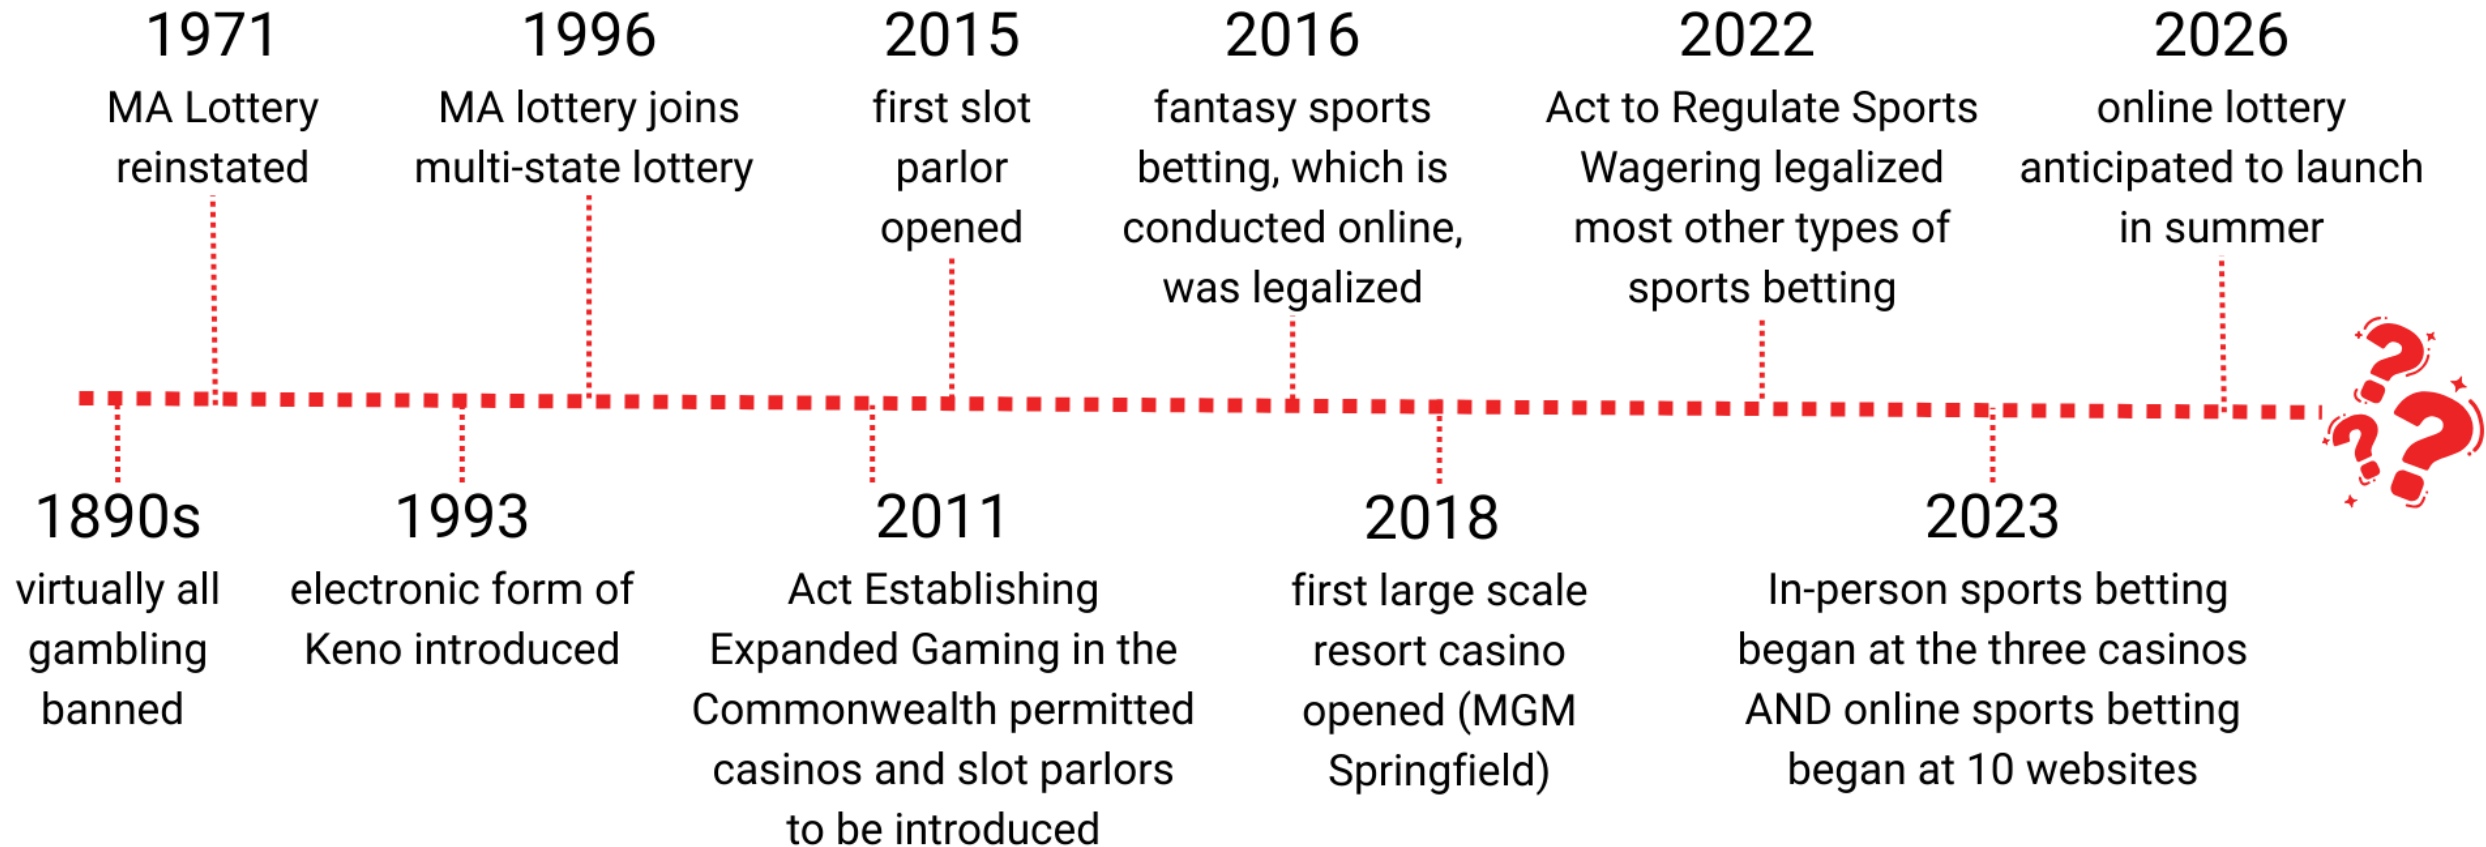 1971
MA Lottery
reinstated
1996
MA lottery joins
multi-state lottery
2015
first slot
parlor
opened
2016
fantasy sports
betting, which is
conducted online,
was legalized
2022
Act to Regulate Sports
Wagering legalized
most other types of
sports betting
2026
online lottery
anticipated to launch
in summer
???
1890s
virtually all
gambling
banned
1993
electronic form of
Keno introduced
2011
Act Establishing
Expanded Gaming in the
Commonwealth permitted
casinos and slot parlors
to be introduced
2018
first large scale
resort casino
opened (MGM
Springfield)
2023
In-person sports betting
began at the three casinos
AND online sports betting
began at 10 websites